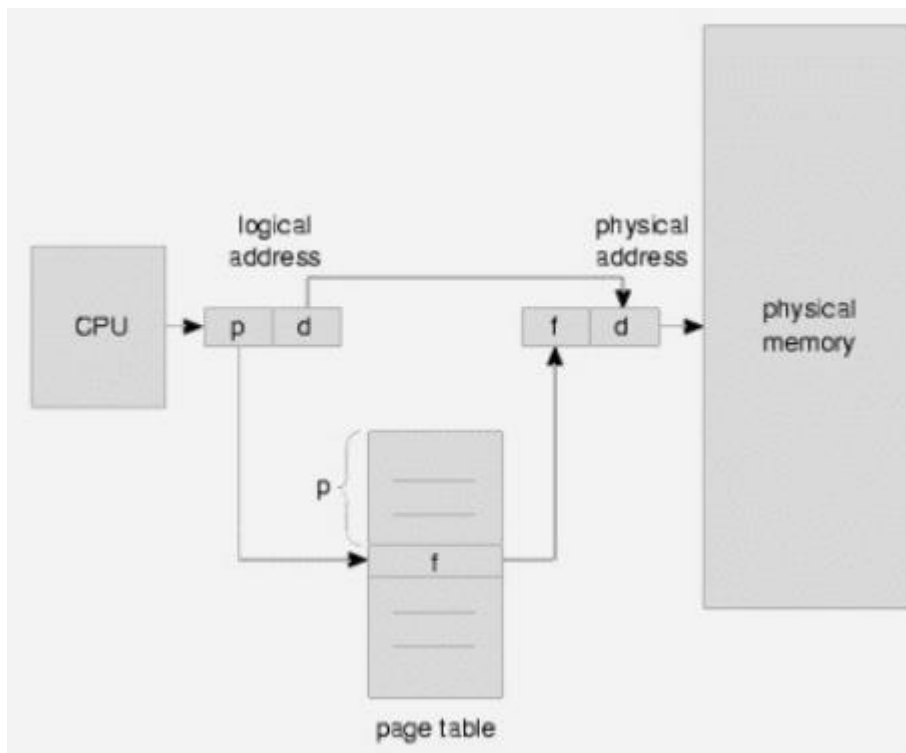 logical
address
physical
address
CPU
p
d
f
d
physical
memory
p
f
page table